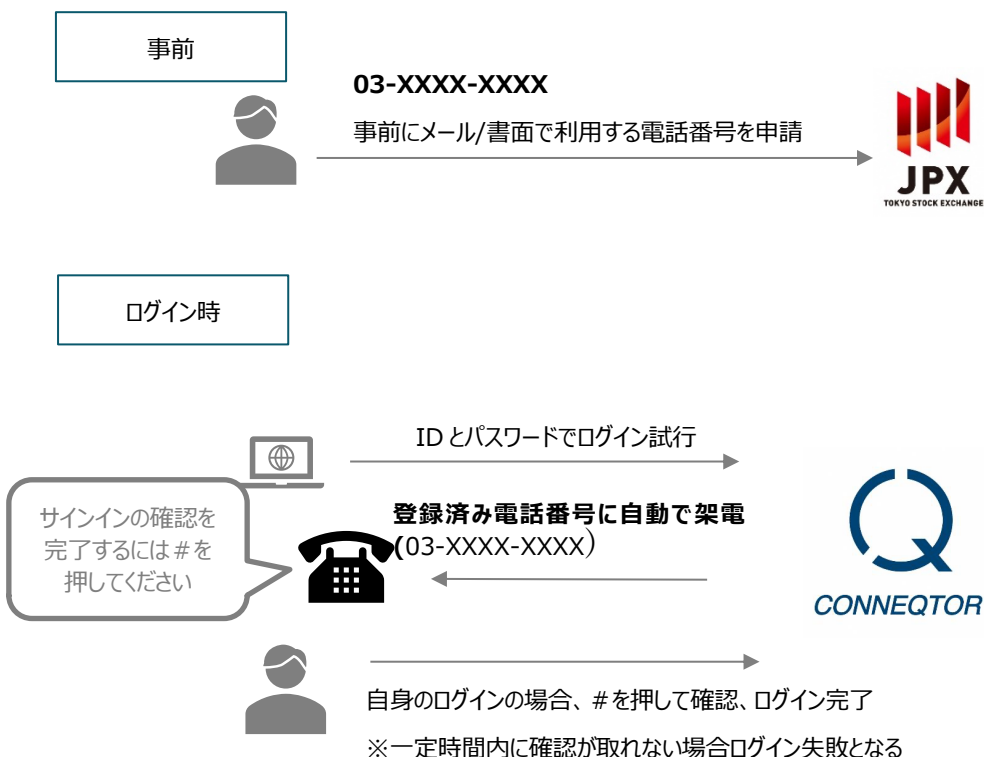 事前
03-XXXX-XXXX
事前にメール/書面で利用する電話番号を申請
JPX
TOKYO STOCK EXCHANGE
ログイン時
IDとパスワードでログイン試行
サインインの確認を
完了するには＃を
押してください
登録済み電話番号に自動で架電
(03-XXXX-XXXX）
CONNEQTOR
自身のログインの場合、＃を押して確認、ログイン完了
※一定時間内に確認が取れない場合ログイン失敗となる